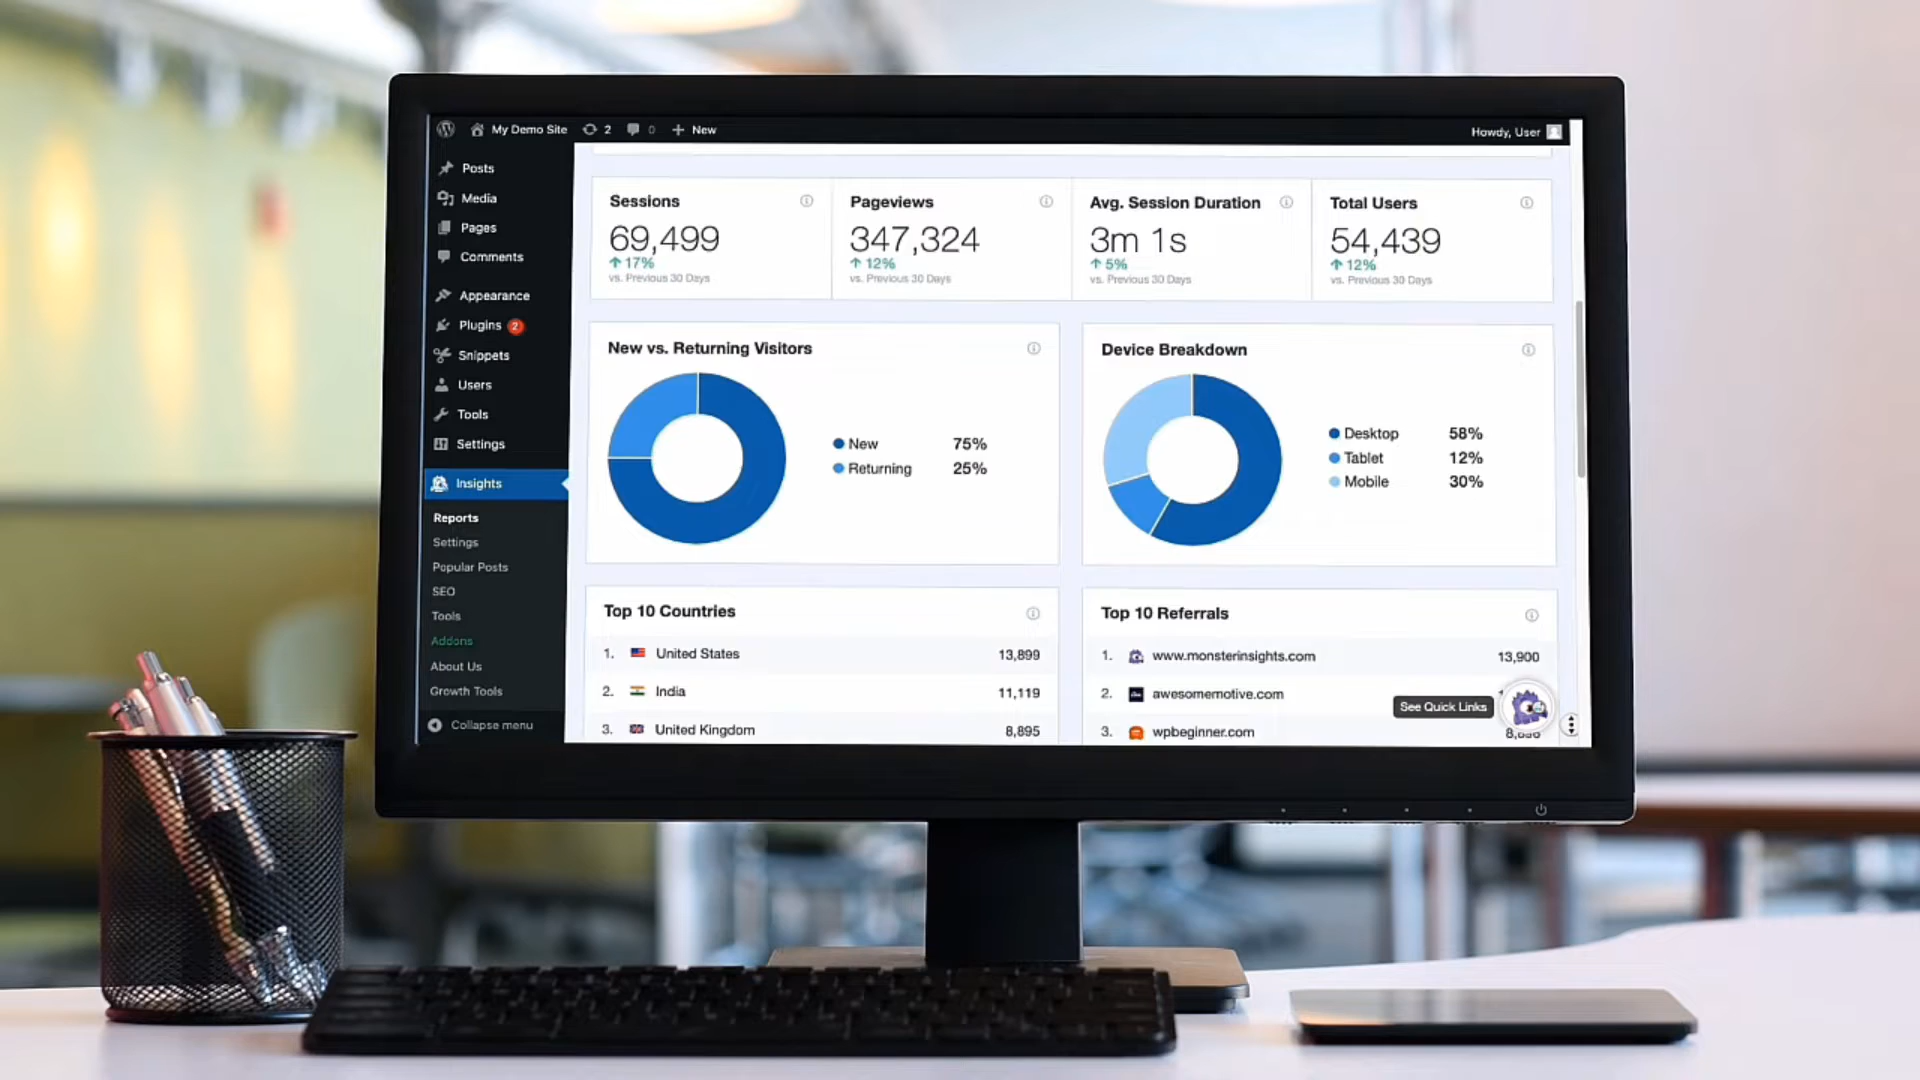 My Demo Site 2 0 New
Howdy, User
Posts
Media
Pages
Comments
Appearance
Plugins 2
Snippets
Users
Tools
Settings
Insights
Reports
Settings
Popular Posts
SEO
Tools
Addons
About Us
Growth Tools
Collapse menu
Sessions
69,499
17%
vs. Previous 30 Days
Pageviews
347,324
12%
vs. Previous 30 Days
Avg. Session Duration
3m 1s
5%
vs. Previous 30 Days
Total Users
54,439
12%
vs. Previous 30 Days
New vs. Returning Visitors
New 75%
Returning 25%
Device Breakdown
Desktop 58%
Tablet 12%
Mobile 30%
Top 10 Countries
1. United States 13,899
2. India 11,119
3. United Kingdom 8,895
Top 10 Referrals
1. www.monsterinsights.com 13,900
2. awesomemotive.com
See Quick Links
3. wpbeginner.com